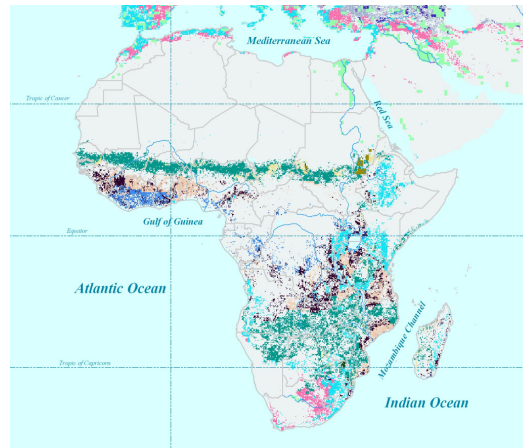 Mediterranean Sea
Tropic of Cancer
Red Sea
Gulf of Guinea
Equator
Atlantic Ocean
Mozambique Channel
Tropic of Capricorn
Indian Ocean